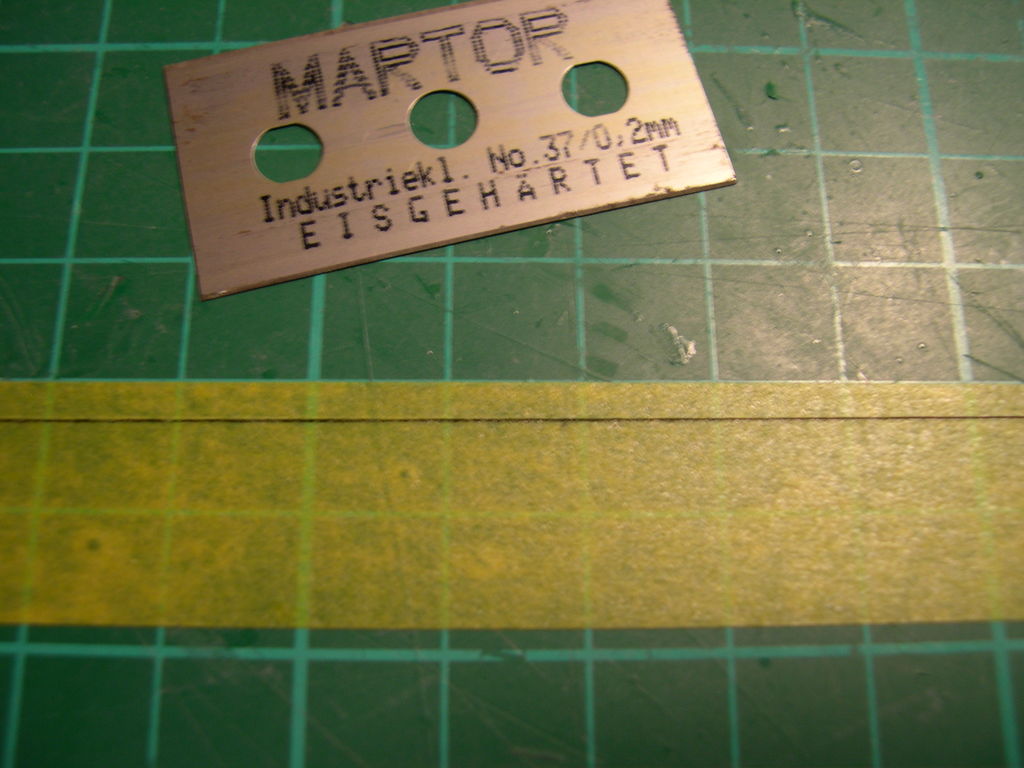 MARTOR
Industriekl. No.37/0,2mm
EISGEHÄRTET